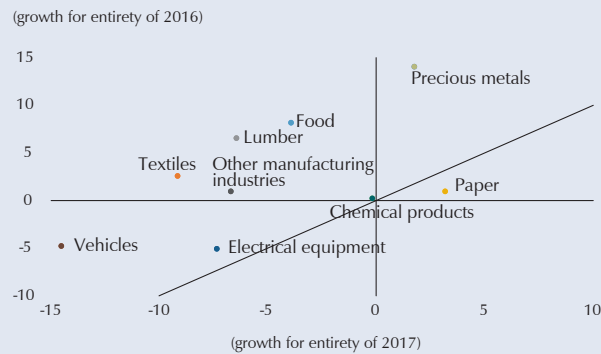 (growth for entirety of 2016)
15
Precious metals
10
Food
Lumber
5
Textiles
Other manufacturing
industries
Paper
0
Chemical products
Vehicles
Electrical equipment
-5
-10
-15
-10
-5
0
5
10
(growth for entirety of 2017)